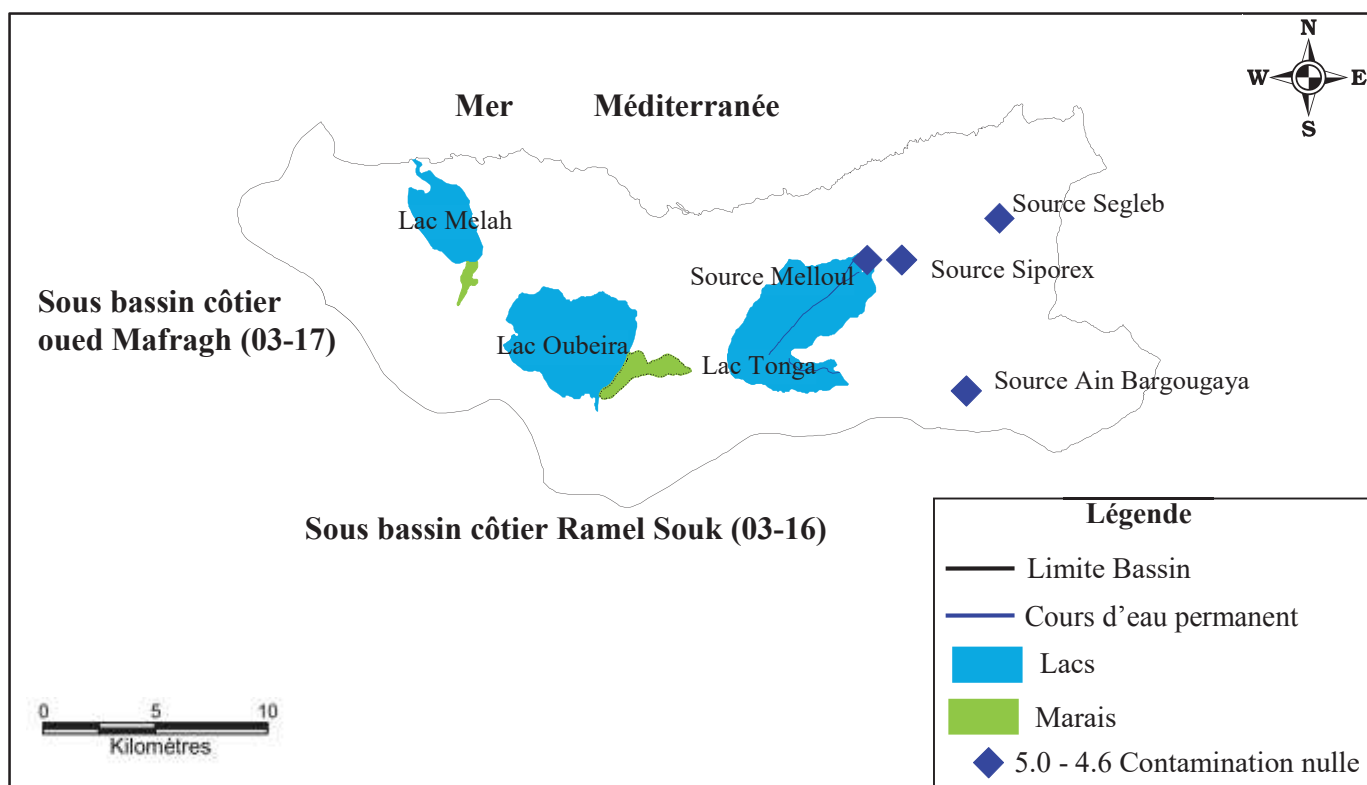 N
W E
S
Mer Méditerranée
Source Segleb
Lac Melah
Source Melloul
Source Siporex
Sous bassin côtier
oued Mafragh (03-17)
Lac Oubeira
Lac Tonga
Source Ain Bargougaya
Sous bassin côtier Ramel Souk (03-16)
Légende
Limite Bassin
Cours d’eau permanent
Lacs
Marais
5.0 - 4.6 Contamination nulle
0 5 10
Kilomètres